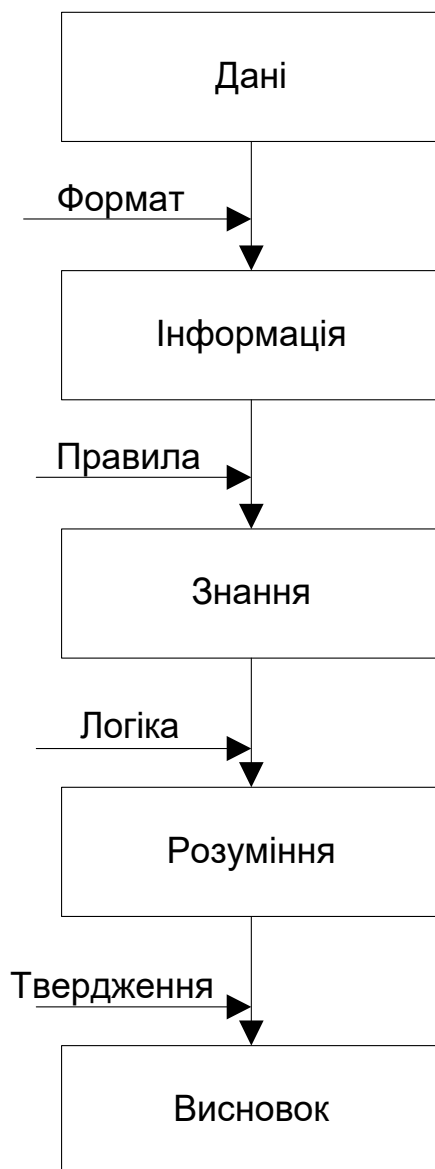 Дані
Формат
Інформація
Правила
Знання
Логіка
Розуміння
Твердження
Висновок